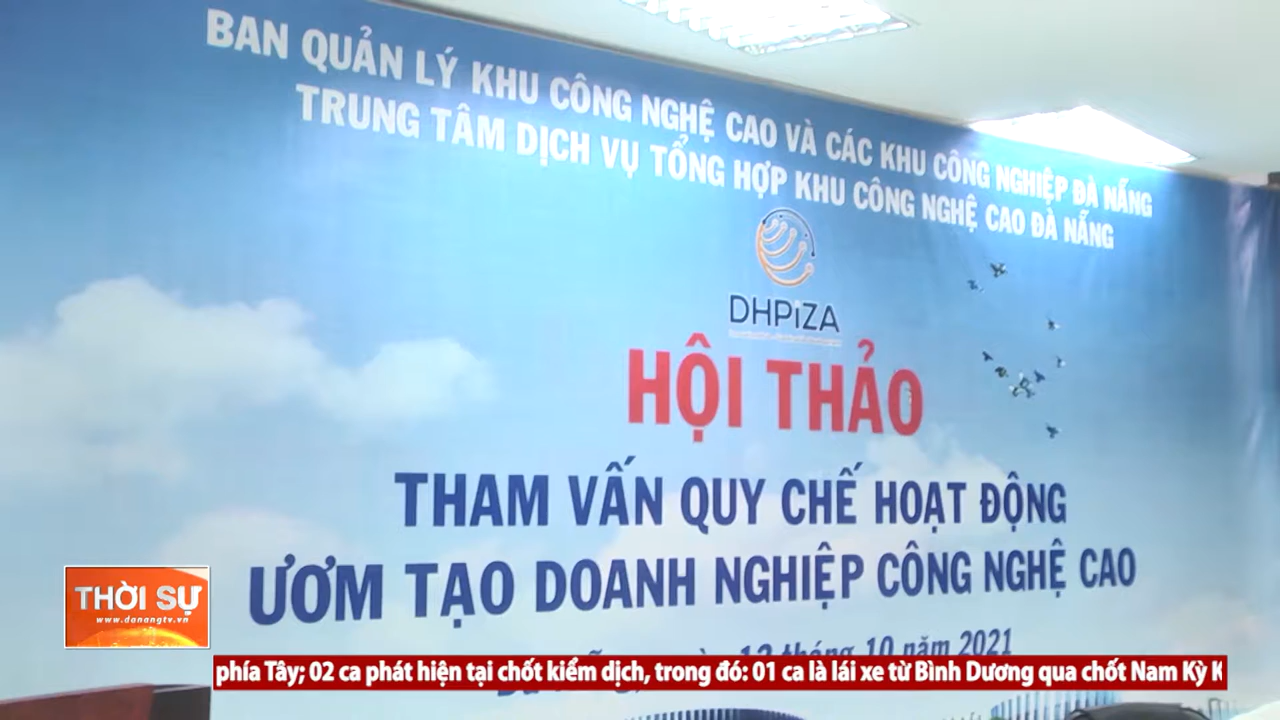 BAN QUẢN LÝ KHU CÔNG NGHỆ CAO VÀ CÁC KHU CÔNG NGHIỆP ĐÀ NẴNG
TRUNG TÂM DỊCH VỤ TỔNG HỢP KHU CÔNG NGHỆ CAO ĐÀ NẴNG
DHPIZA
HỘI THẢO
THAM VẤN QUY CHẾ HOẠT ĐỘNG
ƯƠM TẠO DOANH NGHIỆP CÔNG NGHỆ CAO
12 tháng 10 năm 2021
THỜI SỰ
www.danangtv.vn
phía Tây; 02 ca phát hiện tại chốt kiểm dịch, trong đó: 01 ca là lái xe từ Bình Dương qua chốt Nam Kỳ K